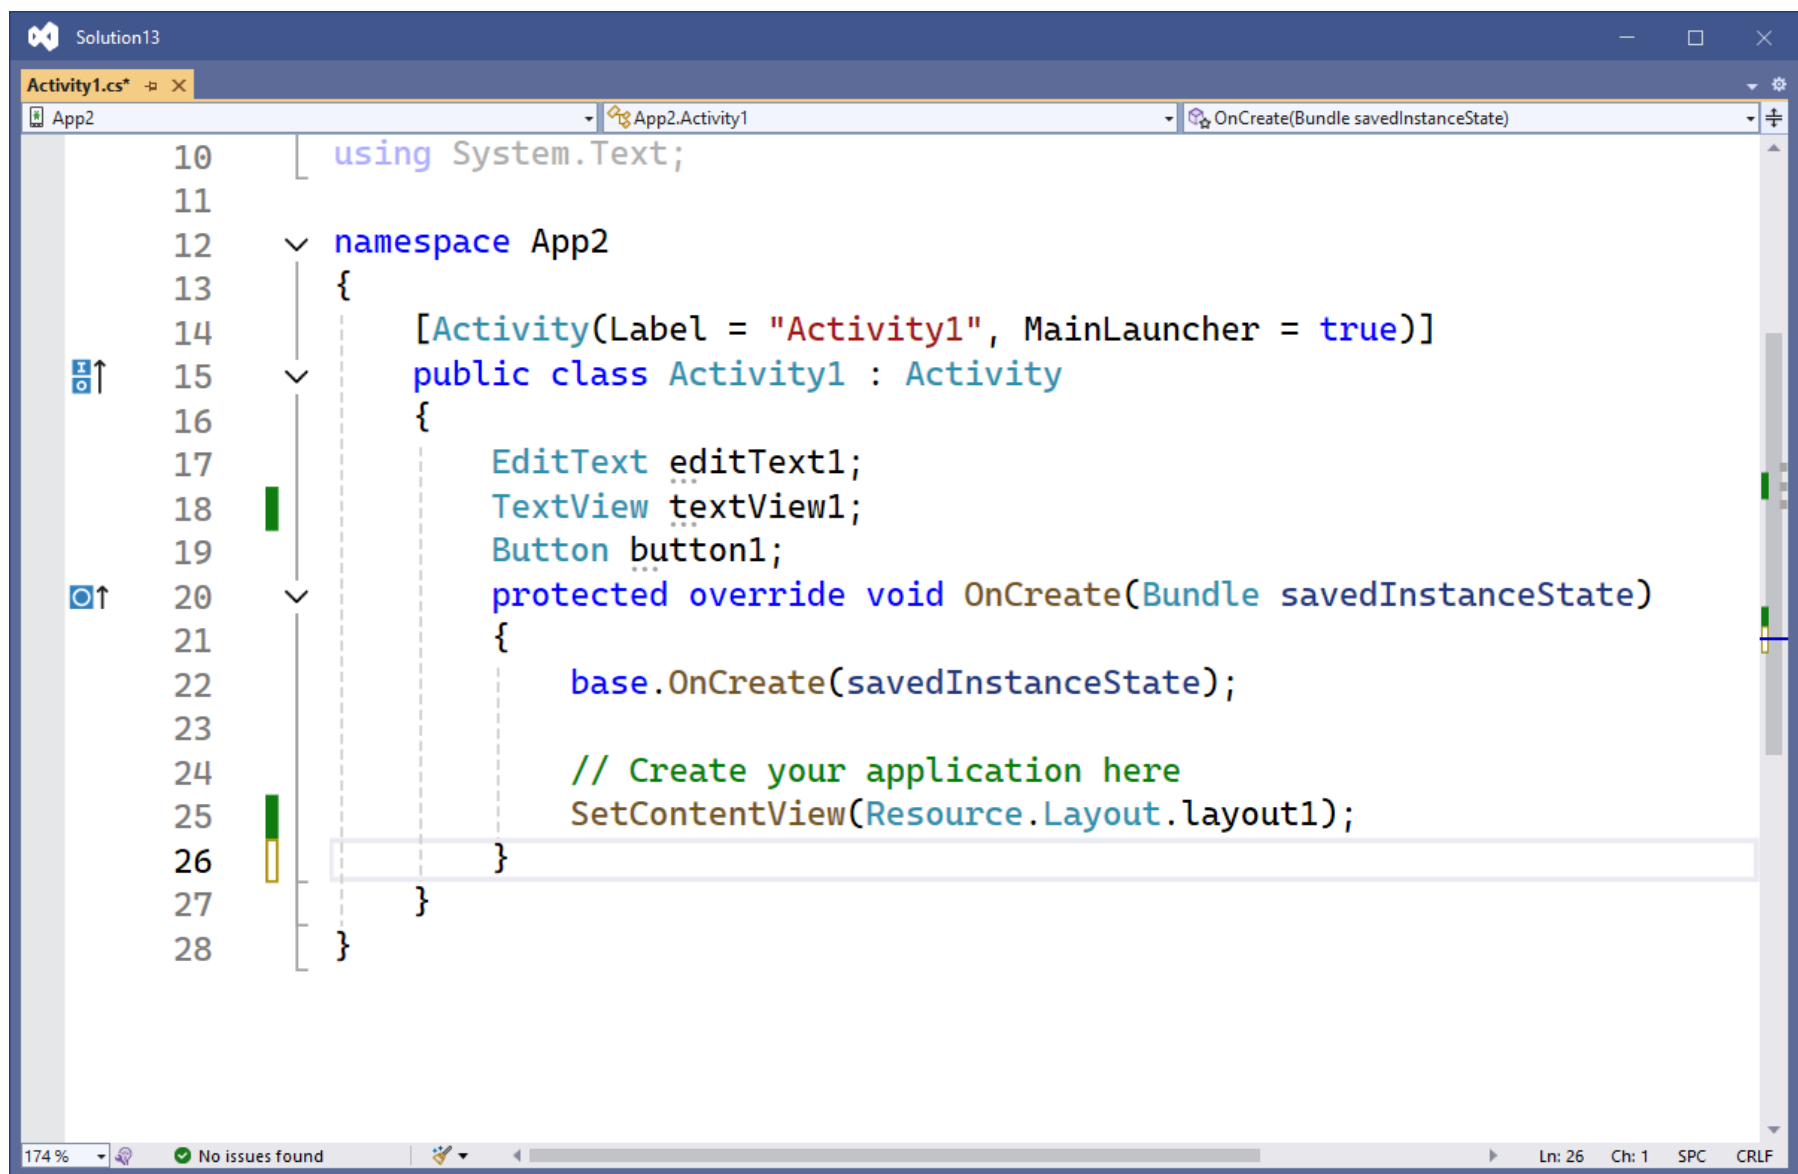 Solution13
Activity1.cs*
App2 App2.Activity1 OnCreate(Bundle savedInstanceState)
10 using System.Text;
11
12 namespace App2
13 {
14 [Activity(Label = "Activity1", MainLauncher = true)]
15 public class Activity1 : Activity
16 {
17 EditText editText1;
18 TextView textView1;
19 Button button1;
20 protected override void OnCreate(Bundle savedInstanceState)
21 {
22 base.OnCreate(savedInstanceState);
23
24 // Create your application here
25 SetContentView(Resource.Layout.layout1);
26 }
27 }
28 }
174 % No issues found Ln: 26 Ch: 1 SPC CRLF